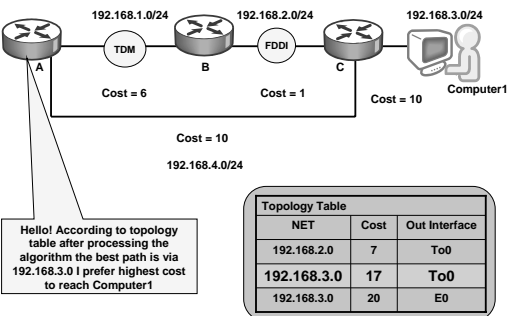 192.168.1.0/24
192.168.2.0/24
192.168.3.0/24
TDM
FDDI
A
B
C
Computer1
Cost = 6
Cost = 1
Cost = 10
Cost = 10
192.168.4.0/24
Hello! According to topology
table after processing the
algorithm the best path is via
192.168.3.0 I prefer highest cost
to reach Computer1
Topology Table
NET Cost Out Interface
192.168.2.0 7 To0
192.168.3.0 17 To0
192.168.3.0 20 E0